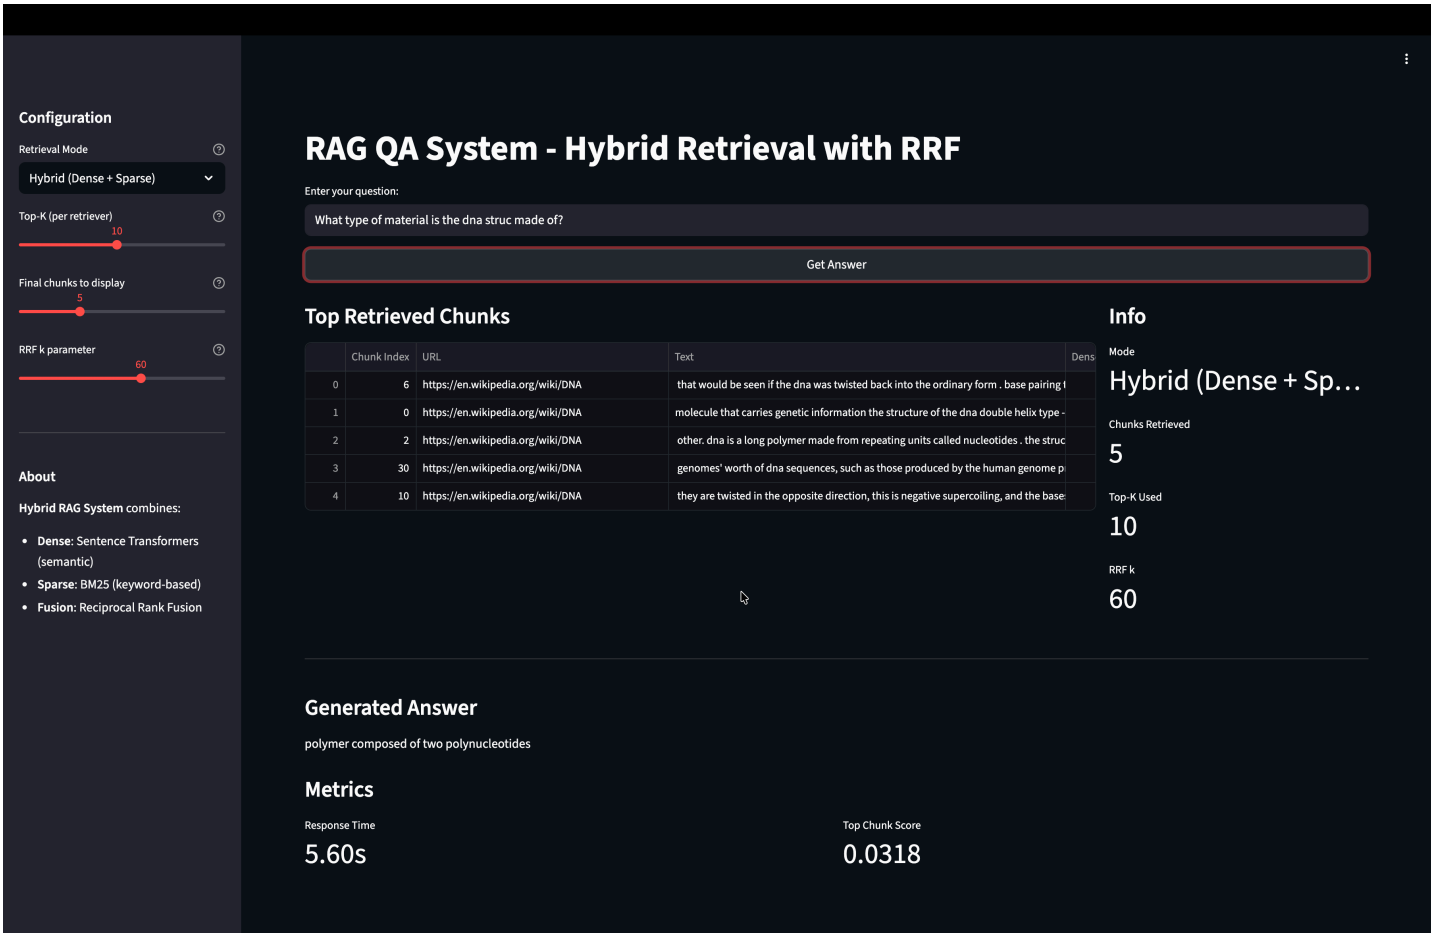 Configuration
Retrieval Mode
Hybrid (Dense + Sparse)
Top-K (per retriever)
10
Final chunks to display
5
RRF k parameter
60
About
Hybrid RAG System combines:
Dense: Sentence Transformers
(semantic)
Sparse: BM25 (keyword-based)
Fusion: Reciprocal Rank Fusion
RAG QA System - Hybrid Retrieval with RRF
Enter your question:
What type of material is the dna struc made of?
Get Answer
Top Retrieved Chunks
Chunk Index URL Text Dens
0 6 https://en.wikipedia.org/wiki/DNA that would be seen if the dna was twisted back into the ordinary form . base pairing
1 0 https://en.wikipedia.org/wiki/DNA molecule that carries genetic information the structure of the dna double helix type -
2 2 https://en.wikipedia.org/wiki/DNA other. dna is a long polymer made from repeating units called nucleotides . the struc
3 30 https://en.wikipedia.org/wiki/DNA genomes' worth of dna sequences, such as those produced by the human genome p
4 10 https://en.wikipedia.org/wiki/DNA they are twisted in the opposite direction, this is negative supercoiling, and the base
Info
Mode
Hybrid (Dense + Sp...
Chunks Retrieved
5
Top-K Used
10
RRF k
60
Generated Answer
polymer composed of two polynucleotides
Metrics
Response Time
5.60s
Top Chunk Score
0.0318